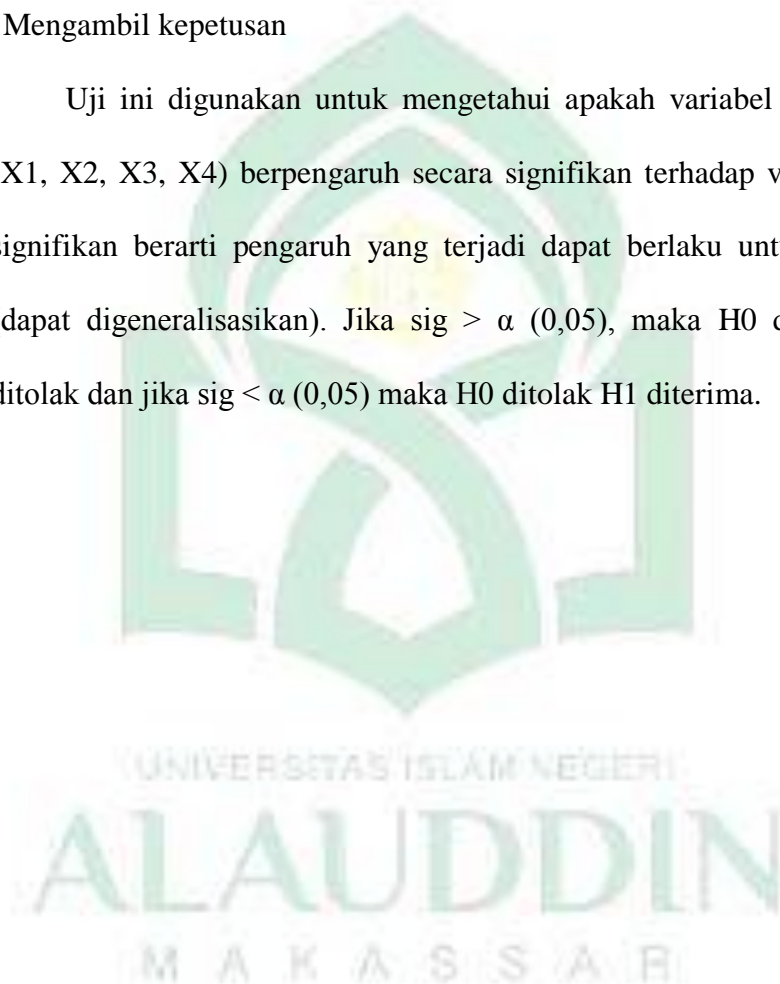 Mengambil kepetusan
Uji ini digunakan untuk mengetahui apakah variabel
X1, X2, X3, X4) berpengaruh secara signifikan terhadap v
signifikan berarti pengaruh yang terjadi dapat berlaku untu
dapat digeneralisasikan). Jika sig > α (0,05), maka H0 d
ditolak dan jika sig < α (0,05) maka H0 ditolak H1 diterima.
UNIVERSITAS ISLAM NEGERI
ALAUDDIN
MAKASSAR